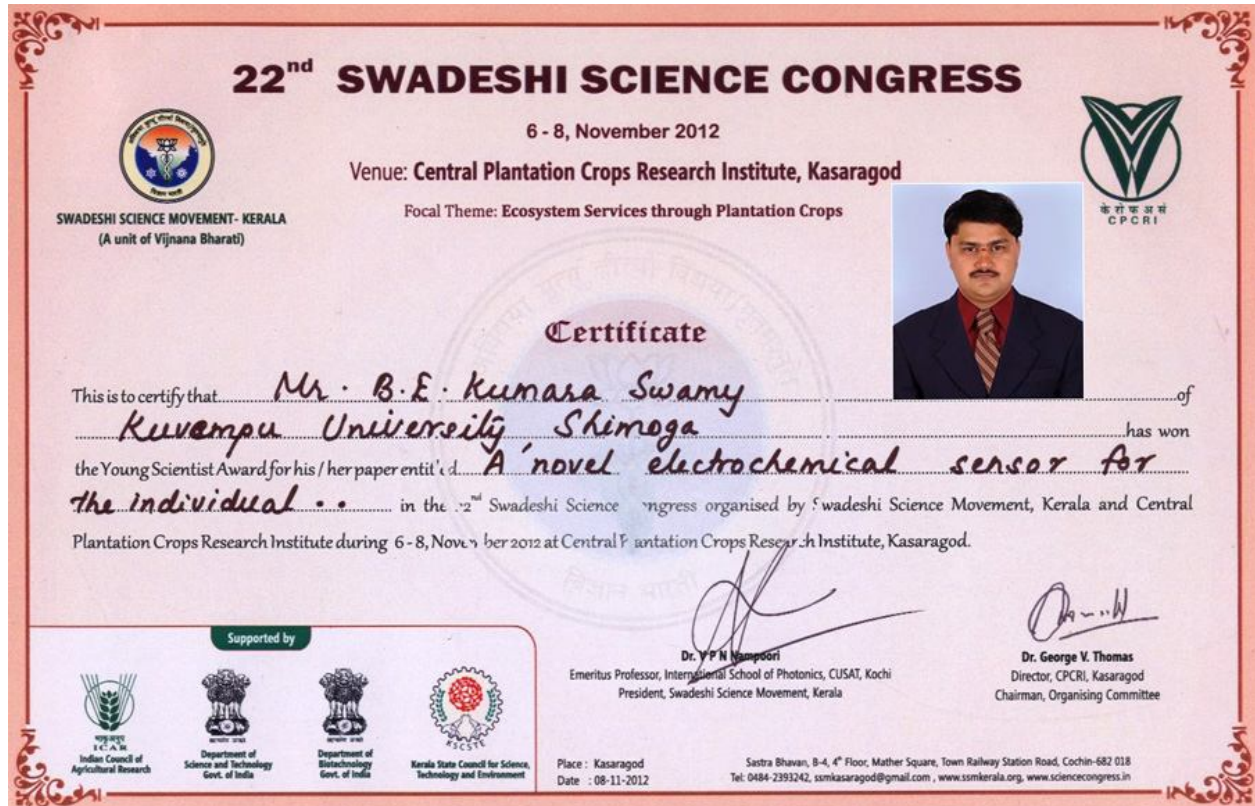 22nd SWADESHI SCIENCE CONGRESS
6 - 8, November 2012
Venue: Central Plantation Crops Research Institute, Kasaragod
Focal Theme: Ecosystem Services through Plantation Crops
SWADESHI SCIENCE MOVEMENT- KERALA
(A unit of Vijnana Bharati)
के रो फ अ सं
CPCRI
Certificate
This is to certify that Mr. B.E. Kumara Swamy of
Kuvempu University, Shimoga has won
the Young Scientist Award for his / her paper entit'd A novel electrochemical sensor for
the individual .. in the 22nd Swadeshi Science Congress organised by Swadeshi Science Movement, Kerala and Central
Plantation Crops Research Institute during 6 - 8, November 2012 at Central Plantation Crops Research Institute, Kasaragod.
Supported by
Dr. V P N Nampoori
Emeritus Professor, International School of Photonics, CUSAT, Kochi
President, Swadeshi Science Movement, Kerala
Dr. George V. Thomas
Director, CPCRI, Kasaragod
Chairman, Organising Committee
भाकृअनुप
ICAR
Indian Council of
Agricultural Research
Department of
Science and Technology
Govt. of India
Department of
Biotechnology
Govt. of India
KSCSTE
Kerala State Council for Science,
Technology and Environment
Place : Kasaragod
Date : 08-11-2012
Sastra Bhavan, B-4, 4th Floor, Mather Square, Town Railway Station Road, Cochin-682 018
Tel: 0484-2393242, ssmkasaragod@gmail.com , www.ssmkerala.org, www.sciencecongress.in